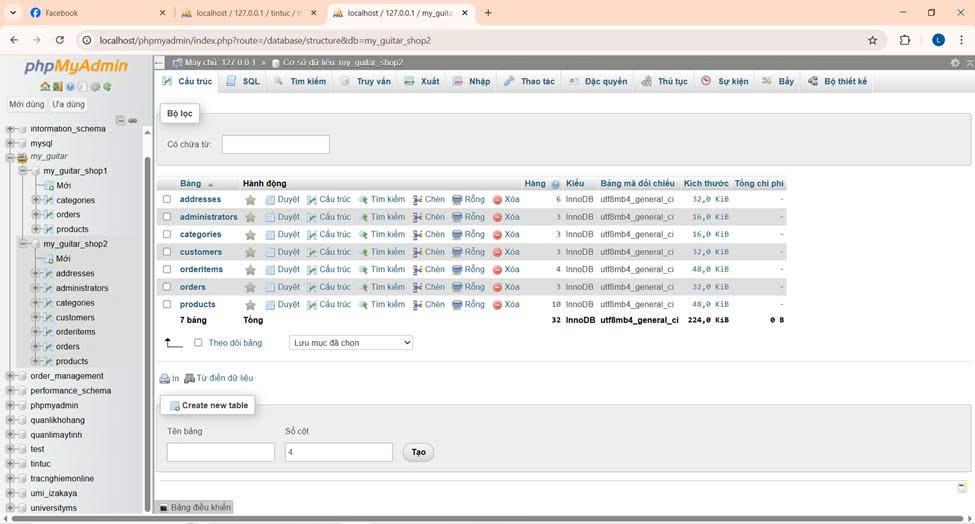 Facebook
localhost / 127.0.0.1 / tintuc / t
localhost / 127.0.0.1 / my_guita
localhost/phpmyadmin/index.php?route=/database/structure&db=my_guitar_shop2
L
phpMyAdmin
Mới dùng
Ưa dùng
information_schema
mysql
my_guitar
my_guitar_shop1
Mới
categories
orders
products
my_guitar_shop2
Mới
addresses
administrators
categories
customers
orderitems
orders
products
order_management
performance_schema
phpmyadmin
quanlikhohang
quanlimaytinh
test
tintuc
tracnghiemonline
umi_izakaya
universityms
Máy chủ: 127.0.0.1 » Cơ sở dữ liệu: my_guitar_shop2
Cấu trúc SQL Tìm kiếm Truy vấn Xuất Nhập Thao tác Đặc quyền Thủ tục Sự kiện Bẫy Bộ thiết kế
Bộ lọc
Có chứa từ:
Bảng Hành động Hàng Kiểu Bảng mã đối chiếu Kích thước Tổng chi phí
addresses Duyệt Cấu trúc Tìm kiếm Chèn Rỗng Xóa 6 InnoDB utf8mb4_general_ci 32,0 KiB -
administrators Duyệt Cấu trúc Tìm kiếm Chèn Rỗng Xóa 3 InnoDB utf8mb4_general_ci 16,0 KiB -
categories Duyệt Cấu trúc Tìm kiếm Chèn Rỗng Xóa 3 InnoDB utf8mb4_general_ci 16,0 KiB -
customers Duyệt Cấu trúc Tìm kiếm Chèn Rỗng Xóa 3 InnoDB utf8mb4_general_ci 32,0 KiB -
orderitems Duyệt Cấu trúc Tìm kiếm Chèn Rỗng Xóa 4 InnoDB utf8mb4_general_ci 48,0 KiB -
orders Duyệt Cấu trúc Tìm kiếm Chèn Rỗng Xóa 3 InnoDB utf8mb4_general_ci 32,0 KiB -
products Duyệt Cấu trúc Tìm kiếm Chèn Rỗng Xóa 10 InnoDB utf8mb4_general_ci 48,0 KiB -
7 bảng Tổng 32 InnoDB utf8mb4_general_ci 224,0 KiB 0 B
Theo dõi bảng Lưu mục đã chọn
In Từ điển dữ liệu
Create new table
Tên bảng Số cột
4 Tạo
Bảng điều khiển